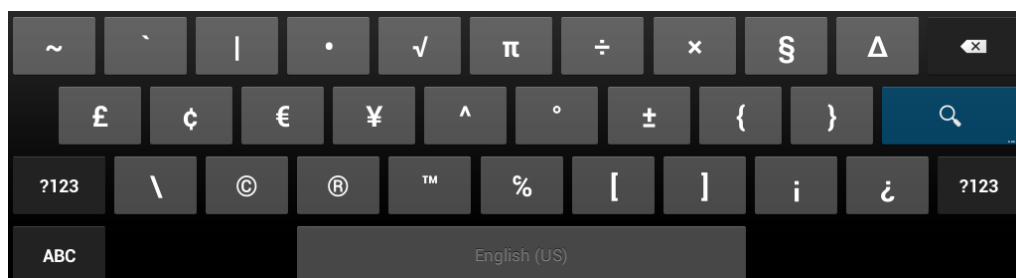 ~ ` | • √ π ÷ × § Δ
£ ¢ € ¥ ^ ° ± { }
?123 \ © ® ™ ℅ [ ] ¡ ¿ ?123
ABC English (US)